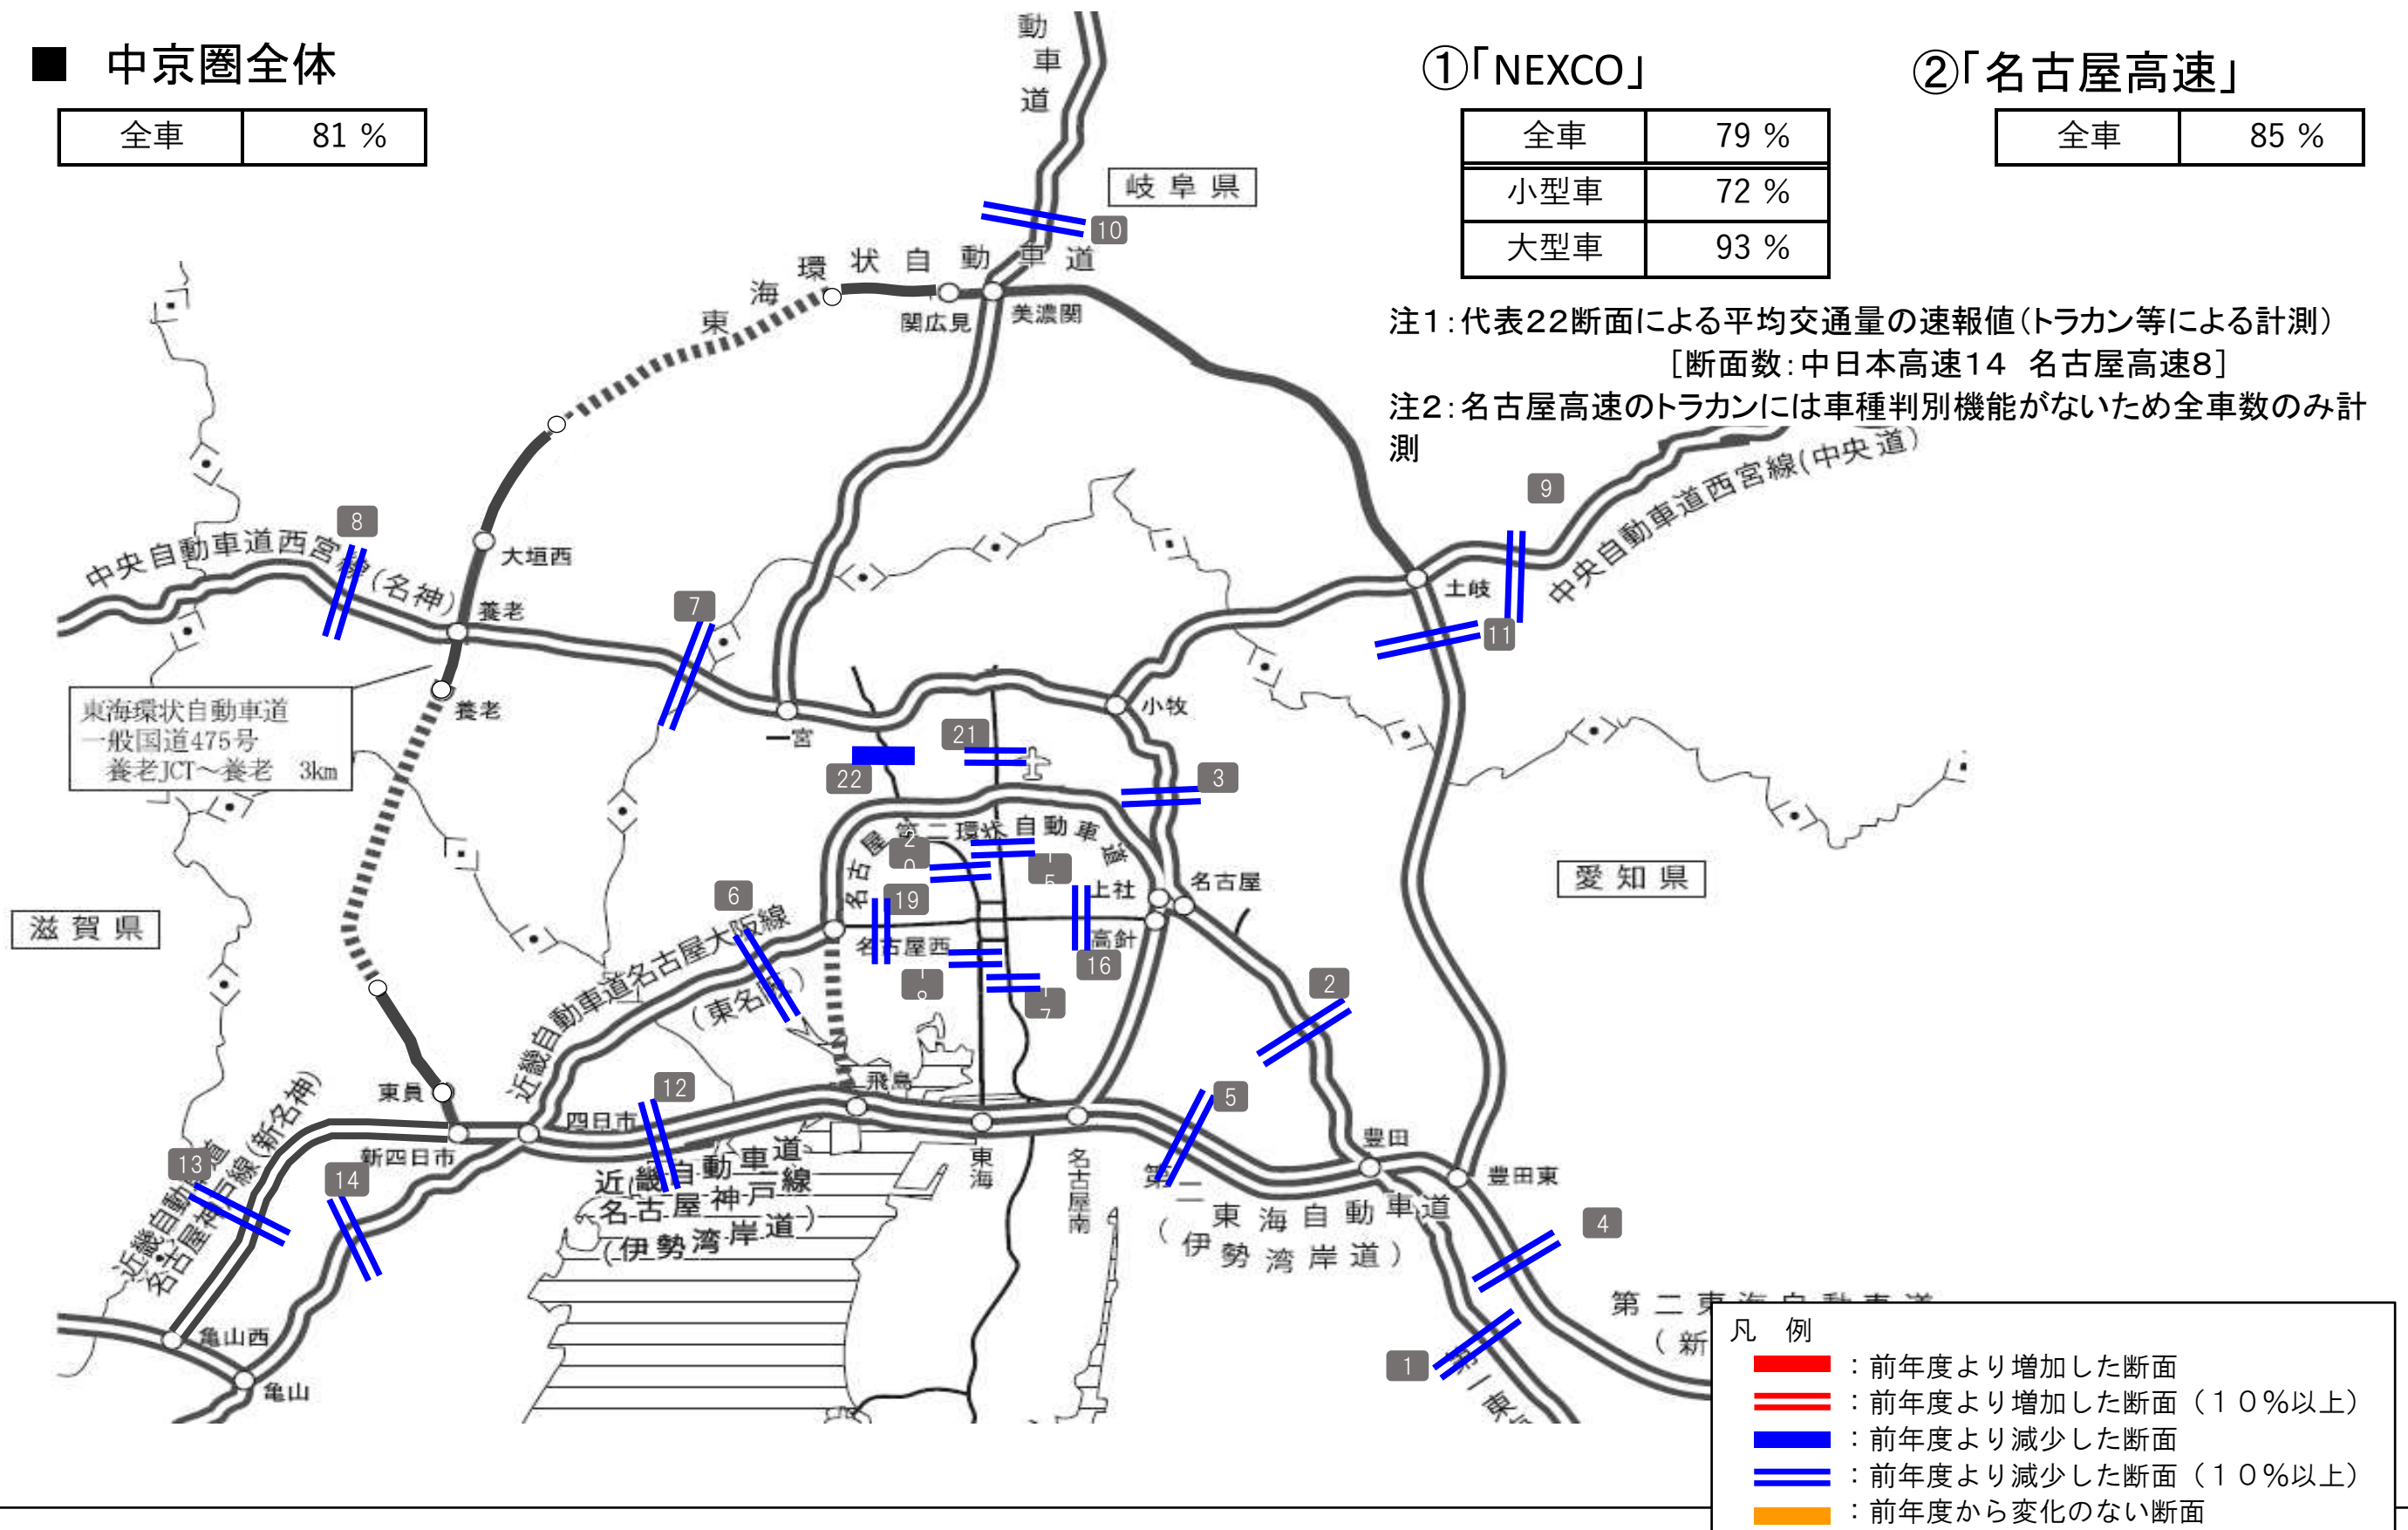 ■ 中京圏全体
全車 81 %
①「NEXCO」
全車 79 %
小型車 72 %
大型車 93 %
②「名古屋高速」
全車 85 %
注1:代表22断面による平均交通量の速報値(トラカン等による計測)
[断面数:中日本高速14 名古屋高速8]
注2:名古屋高速のトラカンには車種判別機能がないため全車数のみ計
測
動車道
岐阜県
10
東海環状自動車道
関広見
美濃関
9
中央自動車道西宮線(中央道)
8
中央自動車道西宮線(名神)
大垣西
養老
7
土岐
11
養老
東海環状自動車道
一般国道475号
養老JCT~養老 3km
一宮
小牧
21
22
3
名古屋第二環状自動車道
20
15
上社
名古屋
愛知県
滋賀県
6
19
名古屋西
高針
16
近畿自動車道名古屋大阪線
(東名阪)
18
17
2
飛島
東員
12
四日市
5
新四日市
豊田
豊田東
13
14
近畿自動車道
名古屋神戸線(新名神)
近畿自動車道
名古屋神戸線
(伊勢湾岸道)
東海
名古屋南
第二東海自動車道
(伊勢湾岸道)
4
亀山西
亀山
1
第二東海自動車道
(新
凡 例
:前年度より増加した断面
:前年度より増加した断面(10%以上)
:前年度より減少した断面
:前年度より減少した断面(10%以上)
:前年度から変化のない断面